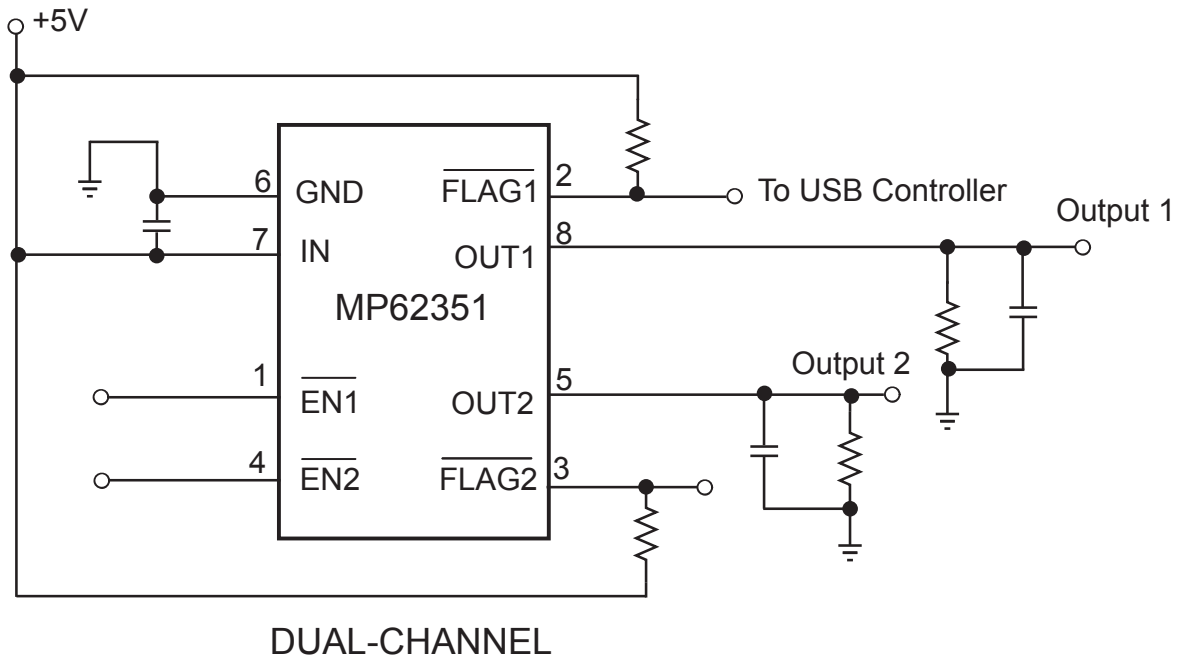 +5V
6
GND
FLAG1
2
To USB Controller
7
IN
OUT1
8
Output 1
MP62351
1
EN1
OUT2
5
Output 2
4
EN2
FLAG2
3
DUAL-CHANNEL